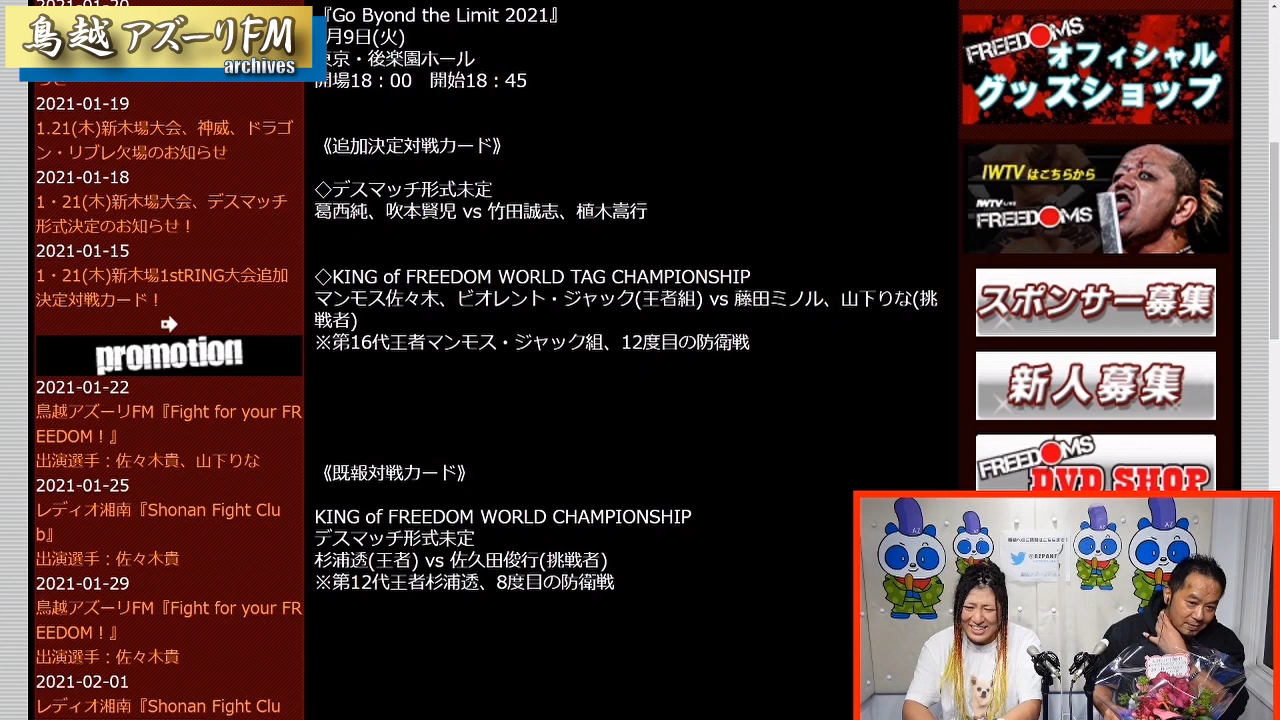 鳥越 アズーリFM
archives
2021-01-19
1.21(木)新木場大会、神威、ドラゴ
ン・リブレ欠場のお知らせ
2021-01-18
1・21(木)新木場大会、デスマッチ
形式決定のお知らせ！
2021-01-15
1・21(木)新木場1stRING大会追加
決定対戦カード！
promotion
2021-01-22
鳥越アズーリFM『Fight for your FR
EEDOM！』
出演選手：佐々木貴、山下りな
2021-01-25
レディオ湘南『Shonan Fight Clu
b』
出演選手：佐々木貴
2021-01-29
鳥越アズーリFM『Fight for your FR
EEDOM！』
出演選手：佐々木貴
2021-02-01
レディオ湘南『Shonan Fight Clu
『Go Byond the Limit 2021』
月9日(火)
東京・後楽園ホール
開場18：00　開始18：45
《追加決定対戦カード》
◇デスマッチ形式未定
葛西純、吹本賢児 vs 竹田誠志、植木嵩行
◇KING of FREEDOM WORLD TAG CHAMPIONSHIP
マンモス佐々木、ビオレント・ジャック(王者組) vs 藤田ミノル、山下りな(挑
戦者)
※第16代王者マンモス・ジャック組、12度目の防衛戦
《既報対戦カード》
KING of FREEDOM WORLD CHAMPIONSHIP
デスマッチ形式未定
杉浦透(王者) vs 佐久田俊行(挑戦者)
※第12代王者杉浦透、8度目の防衛戦
FREEDOMS
オフィシャル
グッズショップ
IWTVはこちらから
IWTV LIVE
FREEDOMS
スポンサー募集
新人募集
FREEDOMS
DVD SHOP